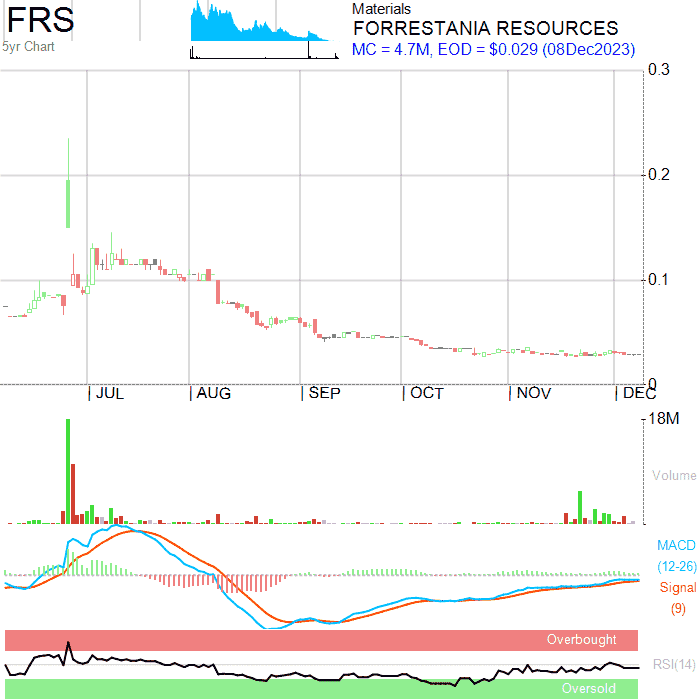 FRS
5yr Chart
Materials
FORRESTANIA RESOURCES
MC = 4.7M, EOD = $0.029 (08Dec2023)
0.3
0.2
0.1
0
JUL AUG SEP OCT NOV DEC
18M
Volume
MACD
(12-26)
Signal
(9)
Overbought
RSI(14)
Oversold